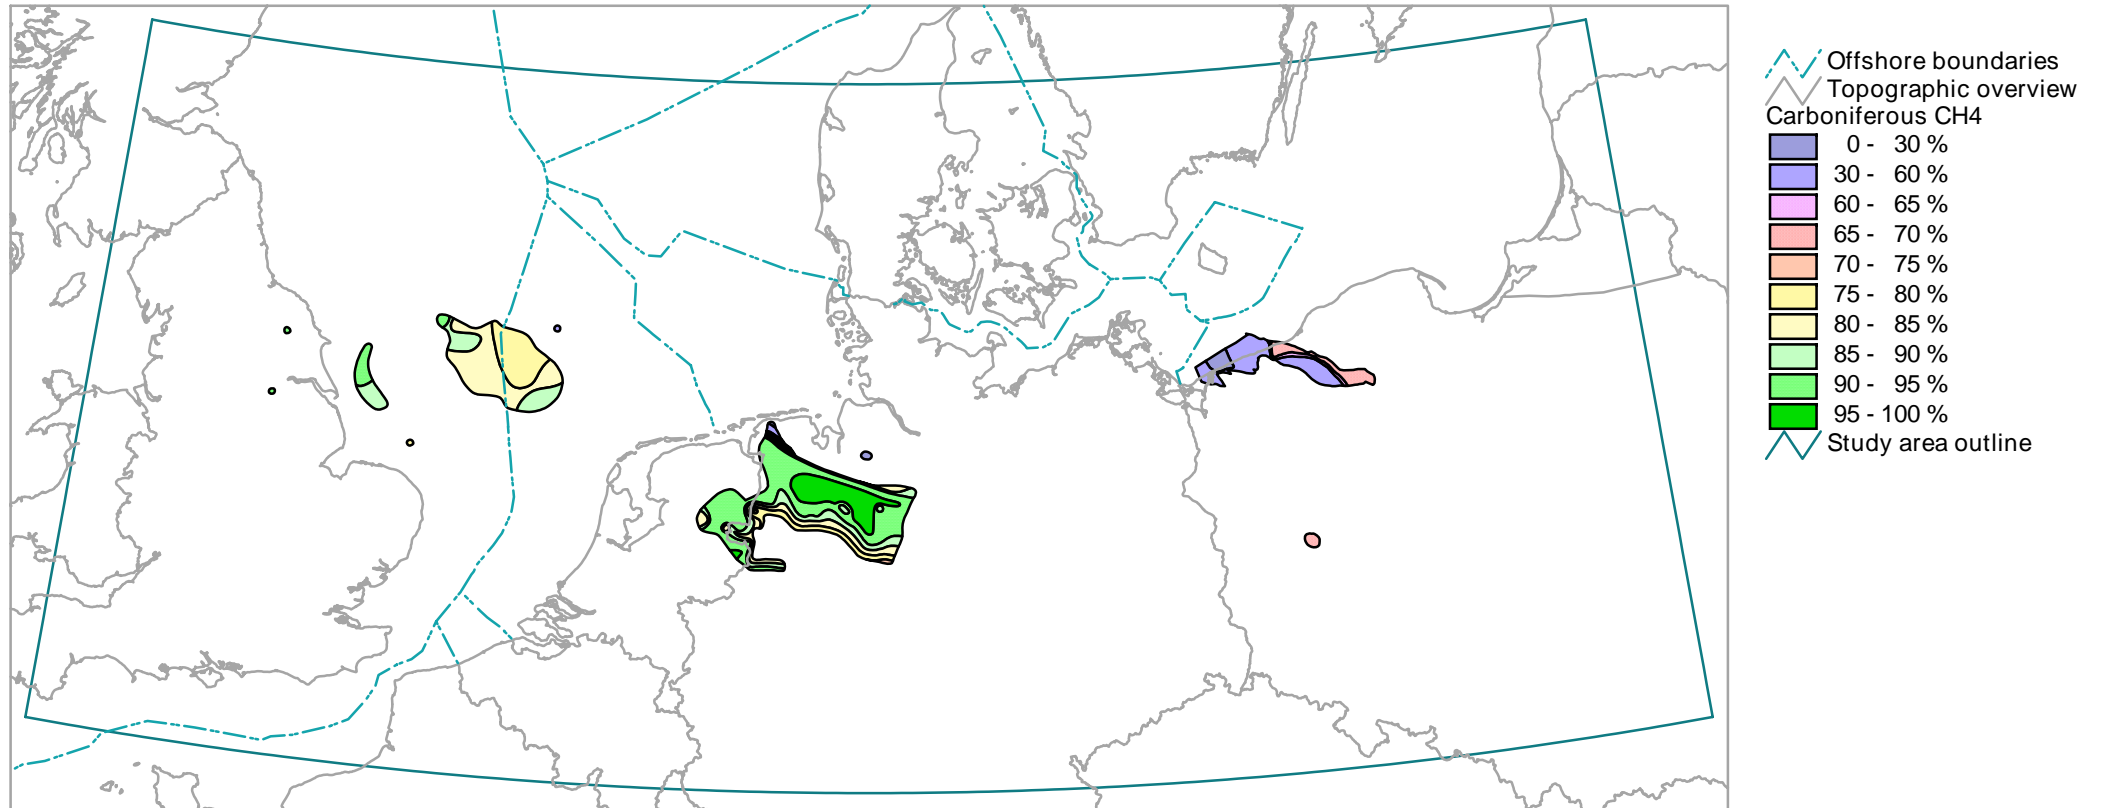 Offshore boundaries
Topographic overview
Carboniferous CH4
0 - 30 %
30 - 60 %
60 - 65 %
65 - 70 %
70 - 75 %
75 - 80 %
80 - 85 %
85 - 90 %
90 - 95 %
95 - 100 %
Study area outline